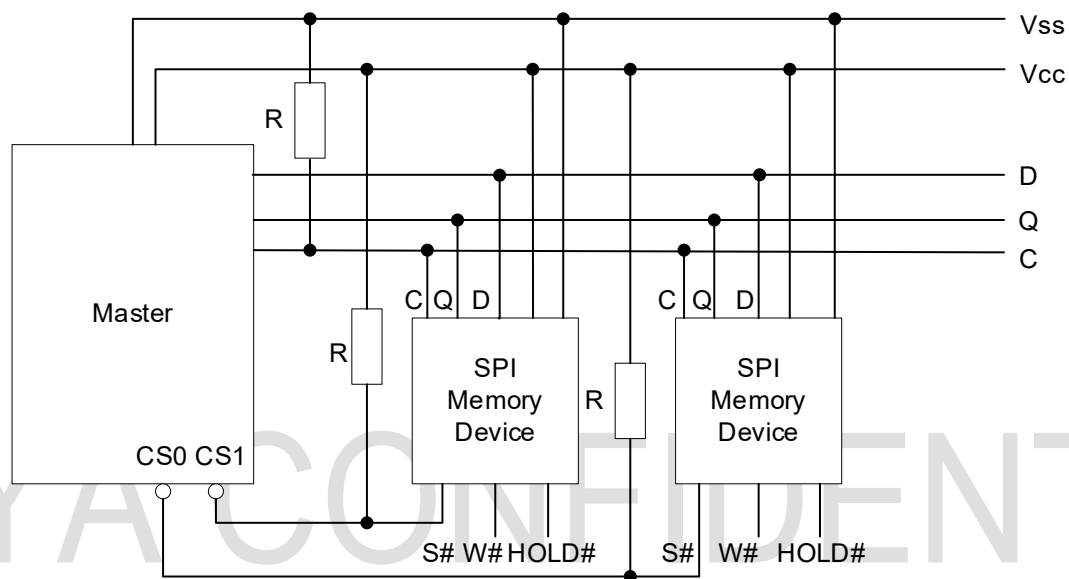 Vss
Vcc
R
D
Q
C
Master
C Q D
C Q D
R
SPI
Memory
Device
R
SPI
Memory
Device
CS0 CS1
YA CONFIDENT
S# W# HOLD#
S# W# HOLD#